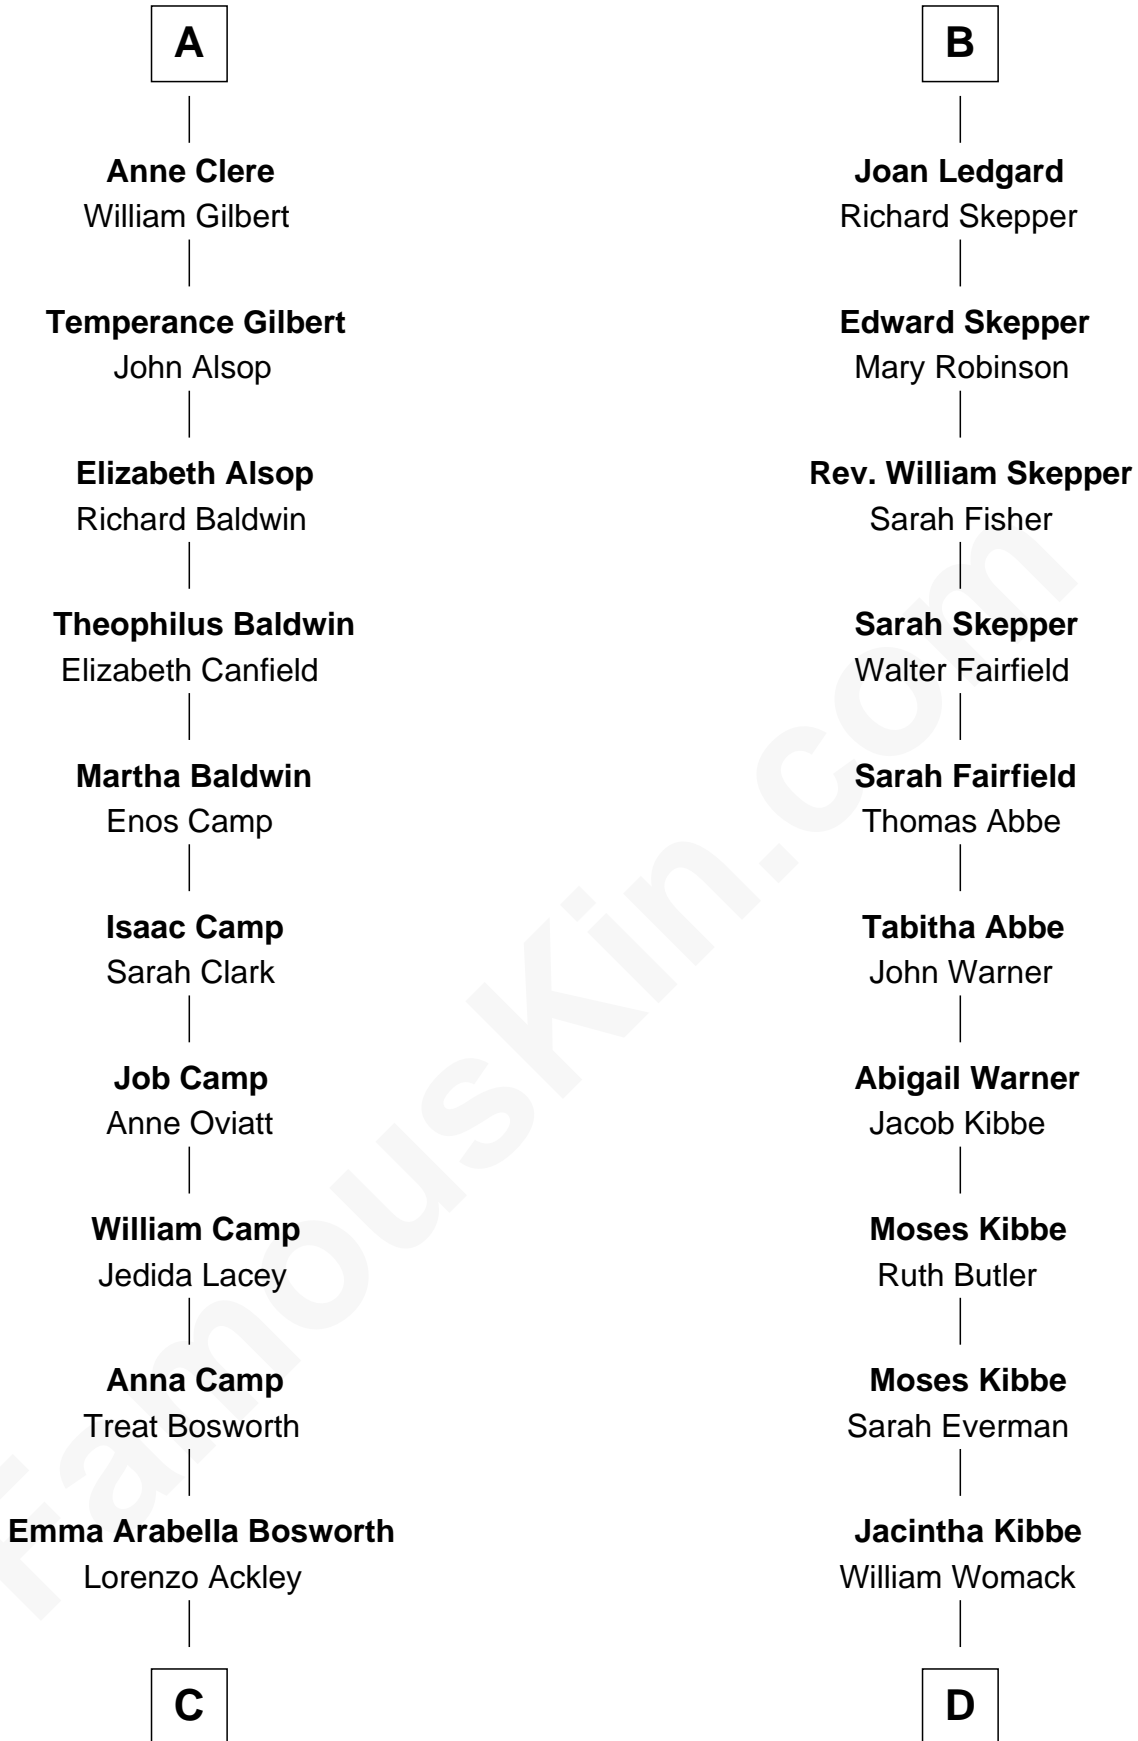 A
Anne Clere
William Gilbert
Temperance Gilbert
John Alsop
Elizabeth Alsop
Richard Baldwin
Theophilus Baldwin
Elizabeth Canfield
Martha Baldwin
Enos Camp
Isaac Camp
Sarah Clark
Job Camp
Anne Oviatt
William Camp
Jedida Lacey
Anna Camp
Treat Bosworth
Emma Arabella Bosworth
Lorenzo Ackley
C
B
Joan Ledgard
Richard Skepper
Edward Skepper
Mary Robinson
Rev. William Skepper
Sarah Fisher
Sarah Skepper
Walter Fairfield
Sarah Fairfield
Thomas Abbe
Tabitha Abbe
John Warner
Abigail Warner
Jacob Kibbe
Moses Kibbe
Ruth Butler
Moses Kibbe
Sarah Everman
Jacintha Kibbe
William Womack
D
FamousKin.com